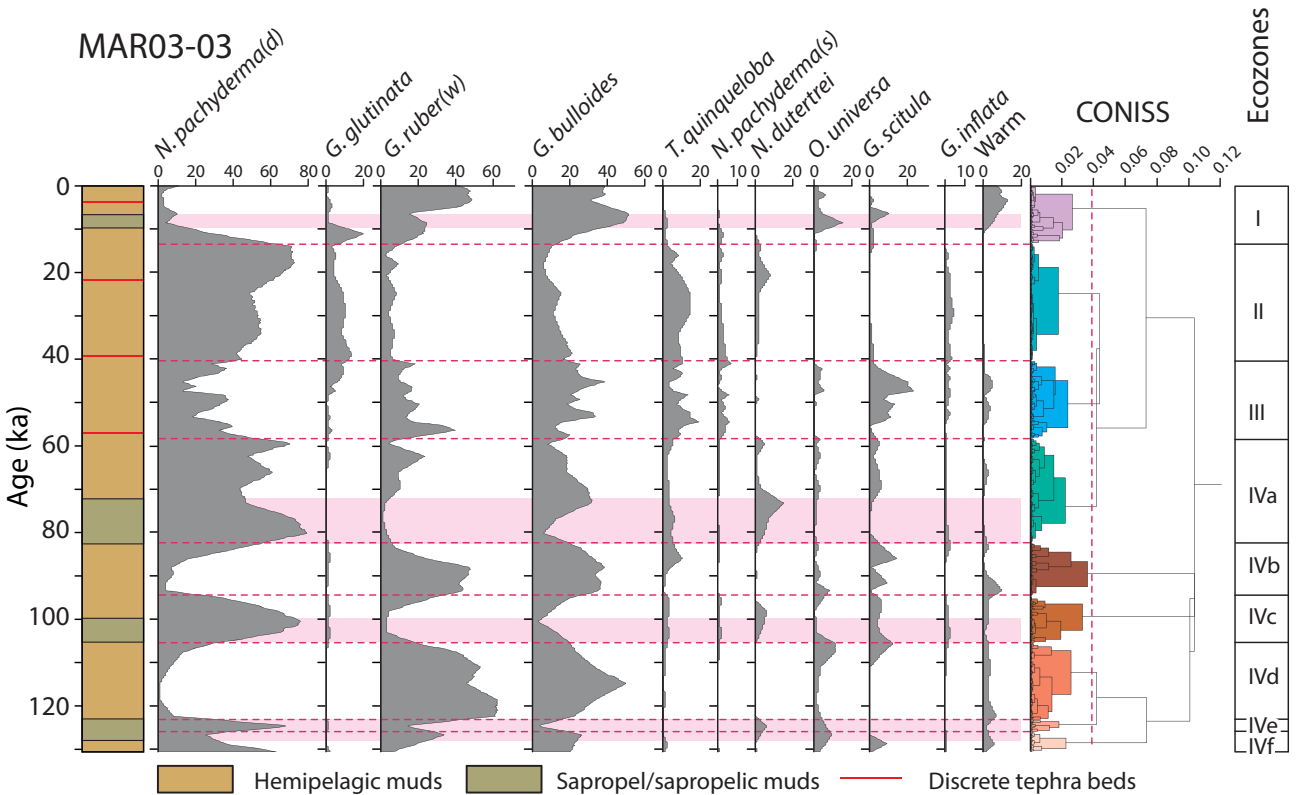 MAR03-03
N. pachyderma(d)
G. glutinata
G. ruber(w)
G. bulloides
T. quinqueloba
N. pachyderma(s)
N. dutertrei
O. universa
G. scitula
G. inflata
Warm
CONISS
Ecozones
0 20 40 60 80
0 20
0 20 40 60
0 20 40 60
0 20
0 10
0 20
0 20
0 20
0 10
0 20
0.02 0.04 0.06 0.08 0.10 0.12
Age (ka)
0
20
40
60
80
100
120
I
II
III
IVa
IVb
IVc
IVd
IVe
IVf
Hemipelagic muds
Sapropel/sapropelic muds
Discrete tephra beds